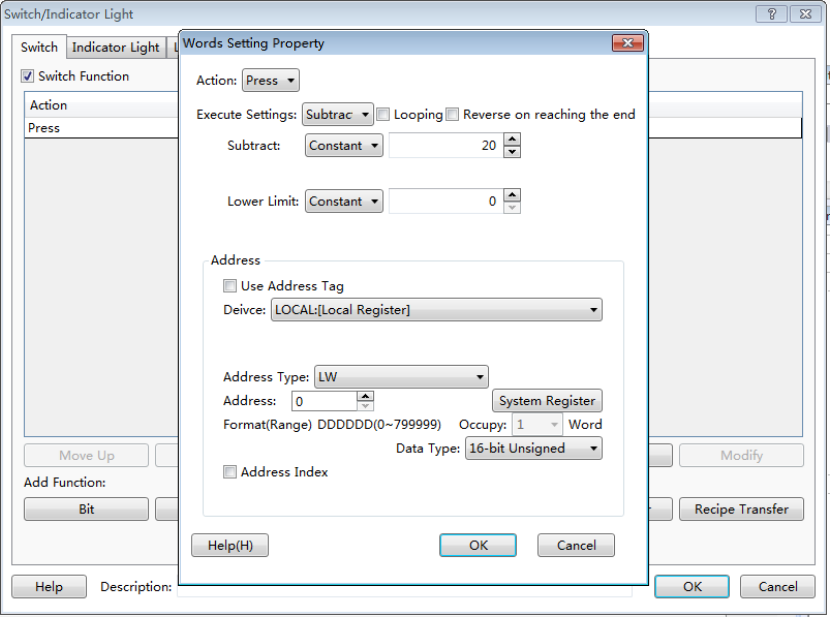 Switch/Indicator Light
Switch Indicator Light
Words Setting Property
Switch Function
Action: Press
Action
Execute Settings: Subtrac Looping Reverse on reaching the end
Press
Subtract: Constant 20
Lower Limit: Constant 0
Address
Use Address Tag
Deivce: LOCAL:[Local Register]
Address Type: LW
Address: 0 System Register
Format(Range) DDDDDD(0~799999) Occupy: 1 Word
Data Type: 16-bit Unsigned
Move Up Modify
Address Index
Add Function:
Bit Recipe Transfer
Help(H) OK Cancel
Help Description: OK Cancel